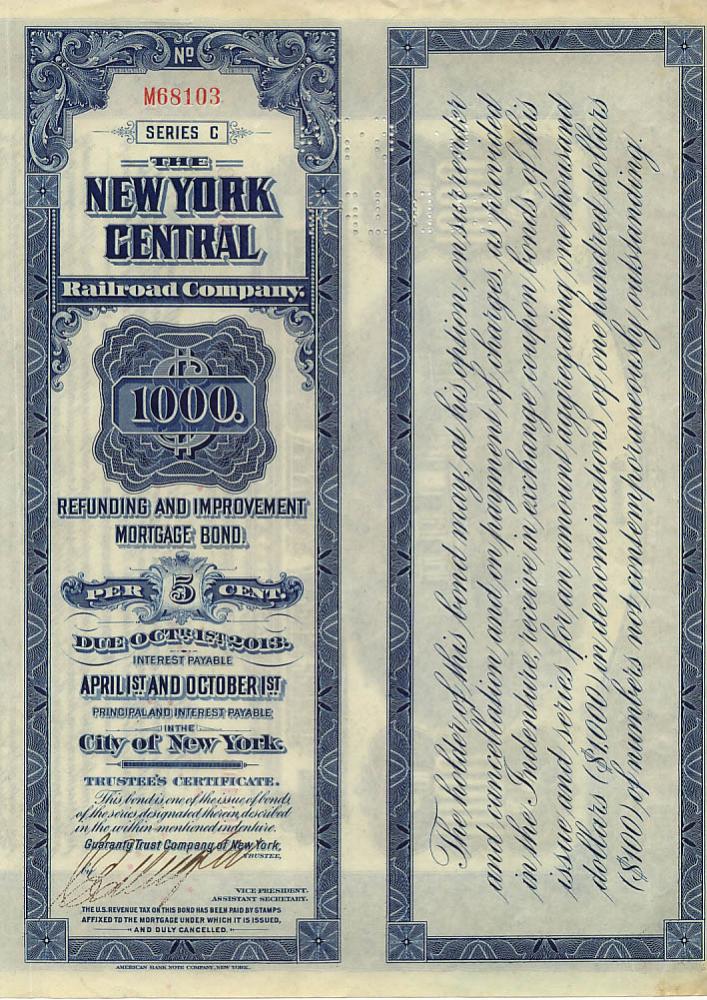 No
M68103
SERIES C
THE
NEW YORK
CENTRAL
Railroad Company.
1000.
REFUNDING AND IMPROVEMENT
MORTGAGE BOND.
PER 5 CENT.
DUE OCT. 1ST 2013.
INTEREST PAYABLE
APRIL 1ST AND OCTOBER 1ST
PRINCIPAL AND INTEREST PAYABLE
IN THE
City of New York.
TRUSTEE'S CERTIFICATE.
This bond is one of the issue of bonds,
of the series designated therein, described
in the within-mentioned indenture.
Guaranty Trust Company of New York,
TRUSTEE,
by
VICE PRESIDENT.
ASSISTANT SECRETARY.
THE U.S. REVENUE TAX ON THIS BOND HAS BEEN PAID BY STAMPS
AFFIXED TO THE MORTGAGE UNDER WHICH IT IS ISSUED,
AND DULY CANCELLED.
AMERICAN BANK NOTE COMPANY, NEW YORK.
The holder of this bond may, at his option, on surrender
and cancellation and on payment of charges, as provided
in the Indenture, receive in exchange coupon bonds, of this
issue and series for an amount aggregating one thousand
dollars ($1,000) in denominations of one hundred dollars
($100) of numbers not contemporaneously outstanding.